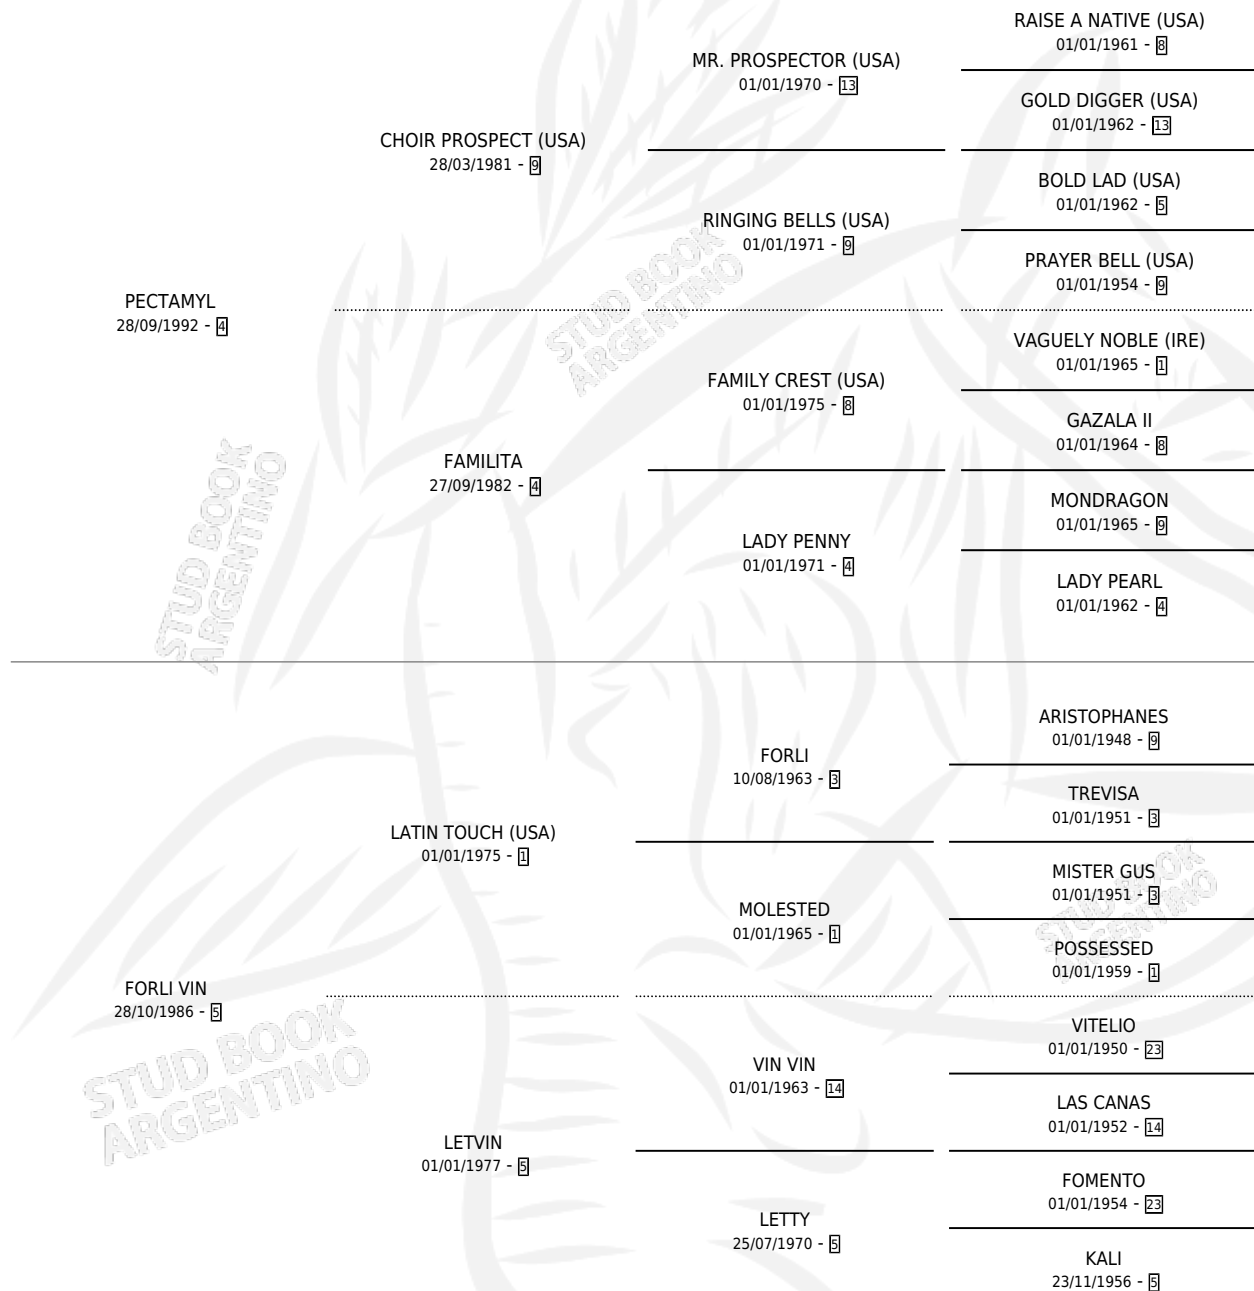 RAISE A NATIVE (USA)
01/01/1961 - 8
MR. PROSPECTOR (USA)
01/01/1970 - 13
GOLD DIGGER (USA)
01/01/1962 - 13
CHOIR PROSPECT (USA)
28/03/1981 - 9
BOLD LAD (USA)
01/01/1962 - 5
RINGING BELLS (USA)
01/01/1971 - 9
PRAYER BELL (USA)
01/01/1954 - 9
PECTAMYL
28/09/1992 - 4
VAGUELY NOBLE (IRE)
01/01/1965 - 1
FAMILY CREST (USA)
01/01/1975 - 8
GAZALA II
01/01/1964 - 8
FAMILITA
27/09/1982 - 4
MONDRAGON
01/01/1965 - 9
LADY PENNY
01/01/1971 - 4
LADY PEARL
01/01/1962 - 4
ARISTOPHANES
01/01/1948 - 9
FORLI
10/08/1963 - 3
TREVISA
01/01/1951 - 3
LATIN TOUCH (USA)
01/01/1975 - 1
MISTER GUS
01/01/1951 - 3
MOLESTED
01/01/1965 - 1
POSSESSED
01/01/1959 - 1
FORLI VIN
28/10/1986 - 5
VITELIO
01/01/1950 - 23
VIN VIN
01/01/1963 - 14
LAS CANAS
01/01/1952 - 14
LETVIN
01/01/1977 - 5
FOMENTO
01/01/1954 - 23
LETTY
25/07/1970 - 5
KALI
23/11/1956 - 5
STUD BOOK
ARGENTINO
STUD BOOK
ARGENTINO
STUD BOOK
ARGENTINO
STUD BOOK
ARGENTINO